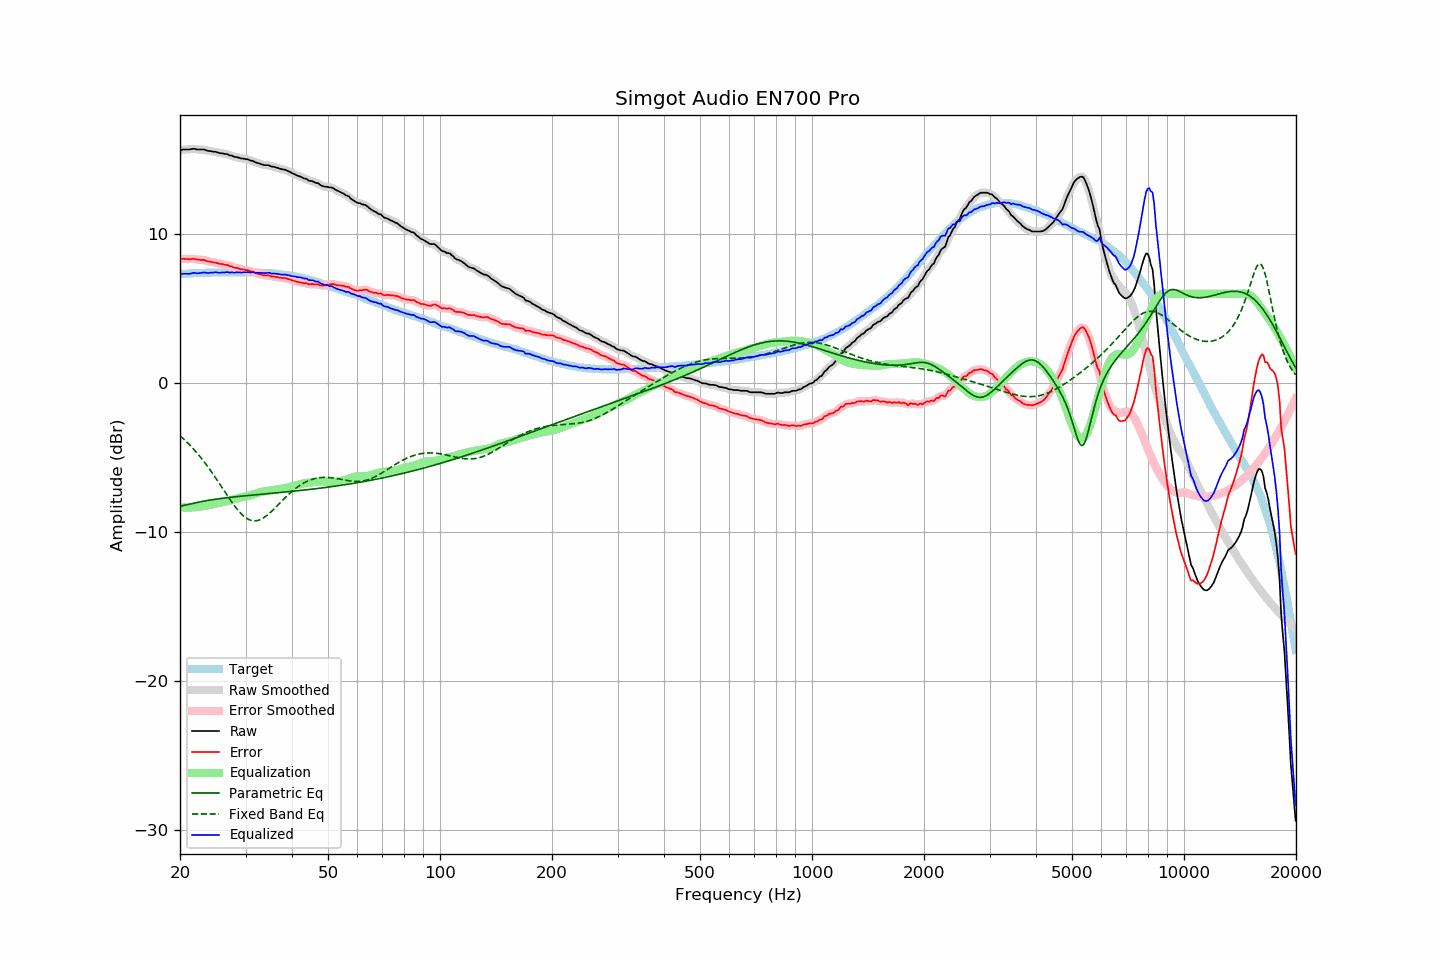 Simgot Audio EN700 Pro
Amplitude (dBr)
10
0
−10
−20
−30
Target
Raw Smoothed
Error Smoothed
Raw
Error
Equalization
Parametric Eq
Fixed Band Eq
Equalized
20 50 100 200 500 1000 2000 5000 10000 20000
Frequency (Hz)